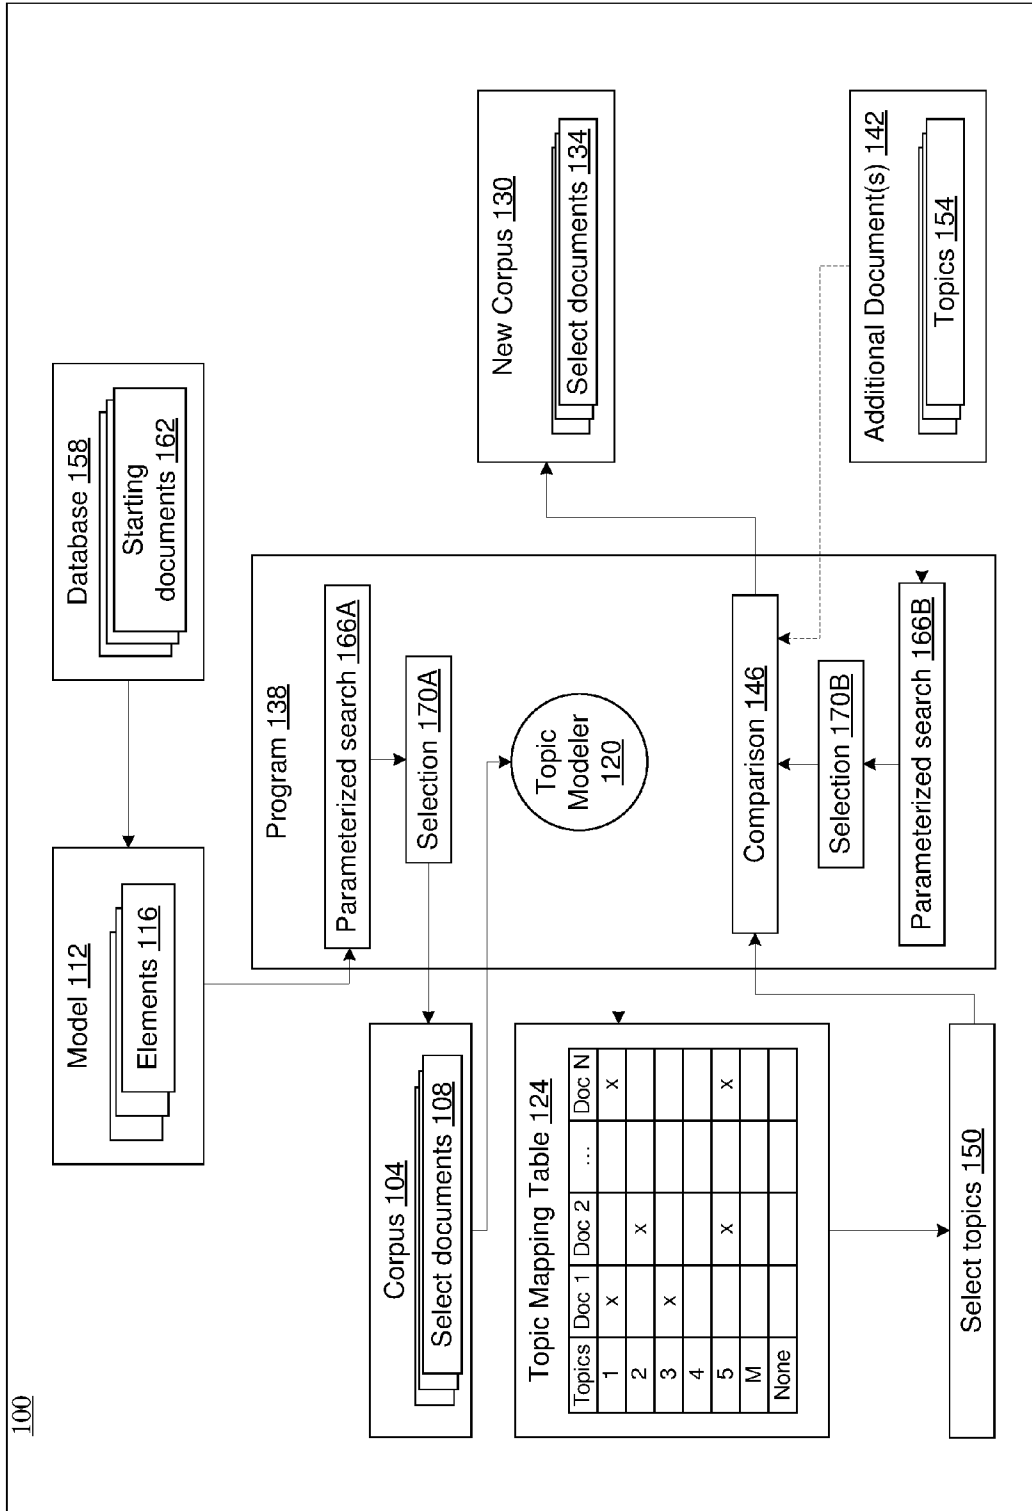 100
Model 112
Elements 116
Database 158
Starting
documents 162
Program 138
Parameterized search 166A
Selection 170A
Corpus 104
Select documents 108
Topic
Modeler
120
New Corpus 130
Select documents 134
Topic Mapping Table 124
Topics Doc 1 Doc 2 ... Doc N
1 x x
2 x
3 x
4
5 x x
M
None
Comparison 146
Selection 170B
Parameterized search 166B
Additional Document(s) 142
Topics 154
Select topics 150